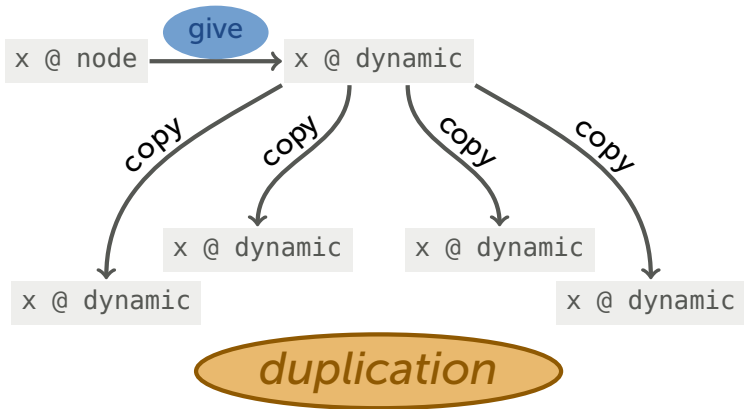 give
x @ node
x @ dynamic
copy
copy
copy
copy
x @ dynamic
x @ dynamic
x @ dynamic
x @ dynamic
duplication